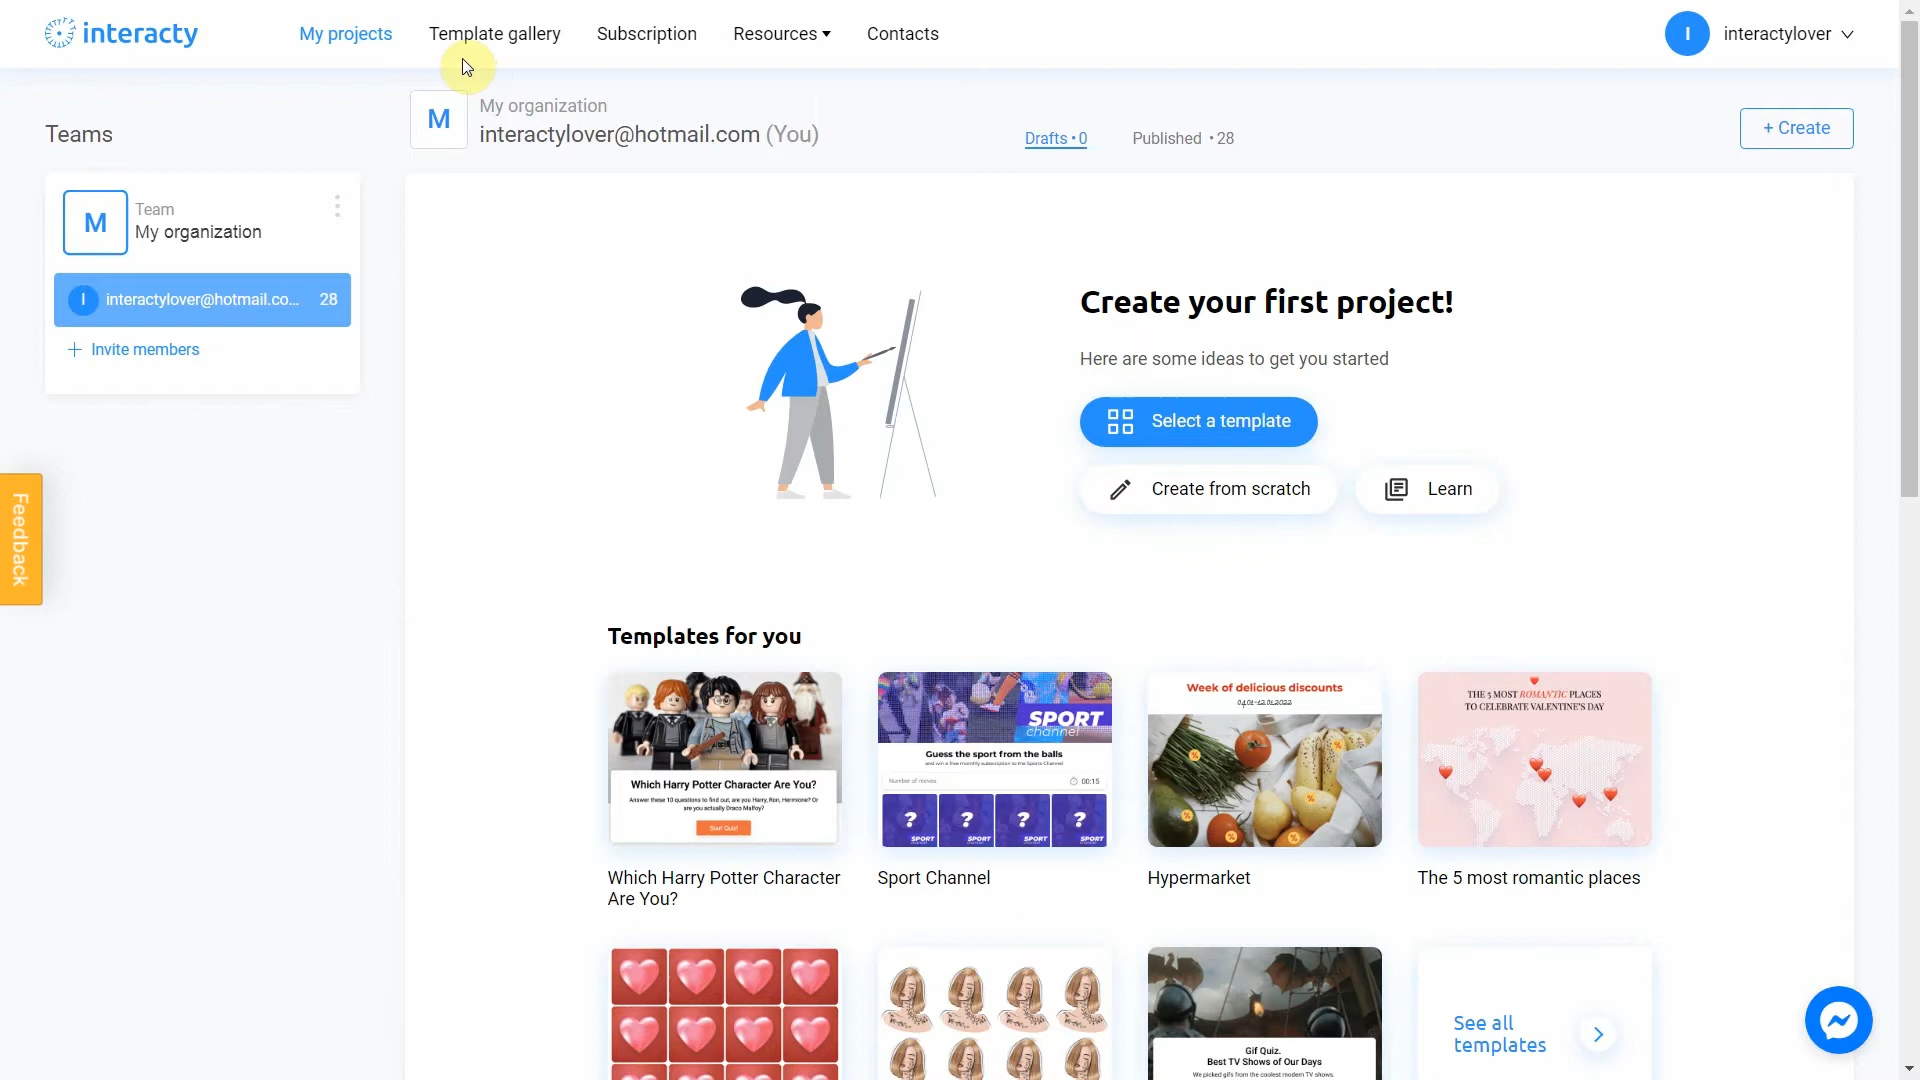 interacty
My projects
Template gallery
Subscription
Resources
Contacts
I
interactylover
Teams
M
My organization
interactylover@hotmail.com (You)
Drafts • 0
Published • 28
+ Create
M
Team
My organization
I
interactylover@hotmail.co...
28
+ Invite members
Feedback
Create your first project!
Here are some ideas to get you started
Select a template
Create from scratch
Learn
Templates for you
Which Harry Potter Character Are You?
Answer these 10 questions to find out, are you Harry, Ron, Hermione? Or
are you actually Draco Malfoy?
Start Quiz!
Which Harry Potter Character
Are You?
SPORT
channel
Guess the sport from the balls
and win a free monthly subscription to the Sports Channel
Number of moves
00:15
? ? ? ?
SPORT SPORT SPORT SPORT
Sport Channel
Week of delicious discounts
04.01-12.01.2022
% % % % % %
Hypermarket
THE 5 MOST ROMANTIC PLACES
TO CELEBRATE VALENTINE'S DAY
The 5 most romantic places
Gif Quiz.
Best TV Shows of Our Days
We picked gifs from the coolest modern TV shows.
See all
templates